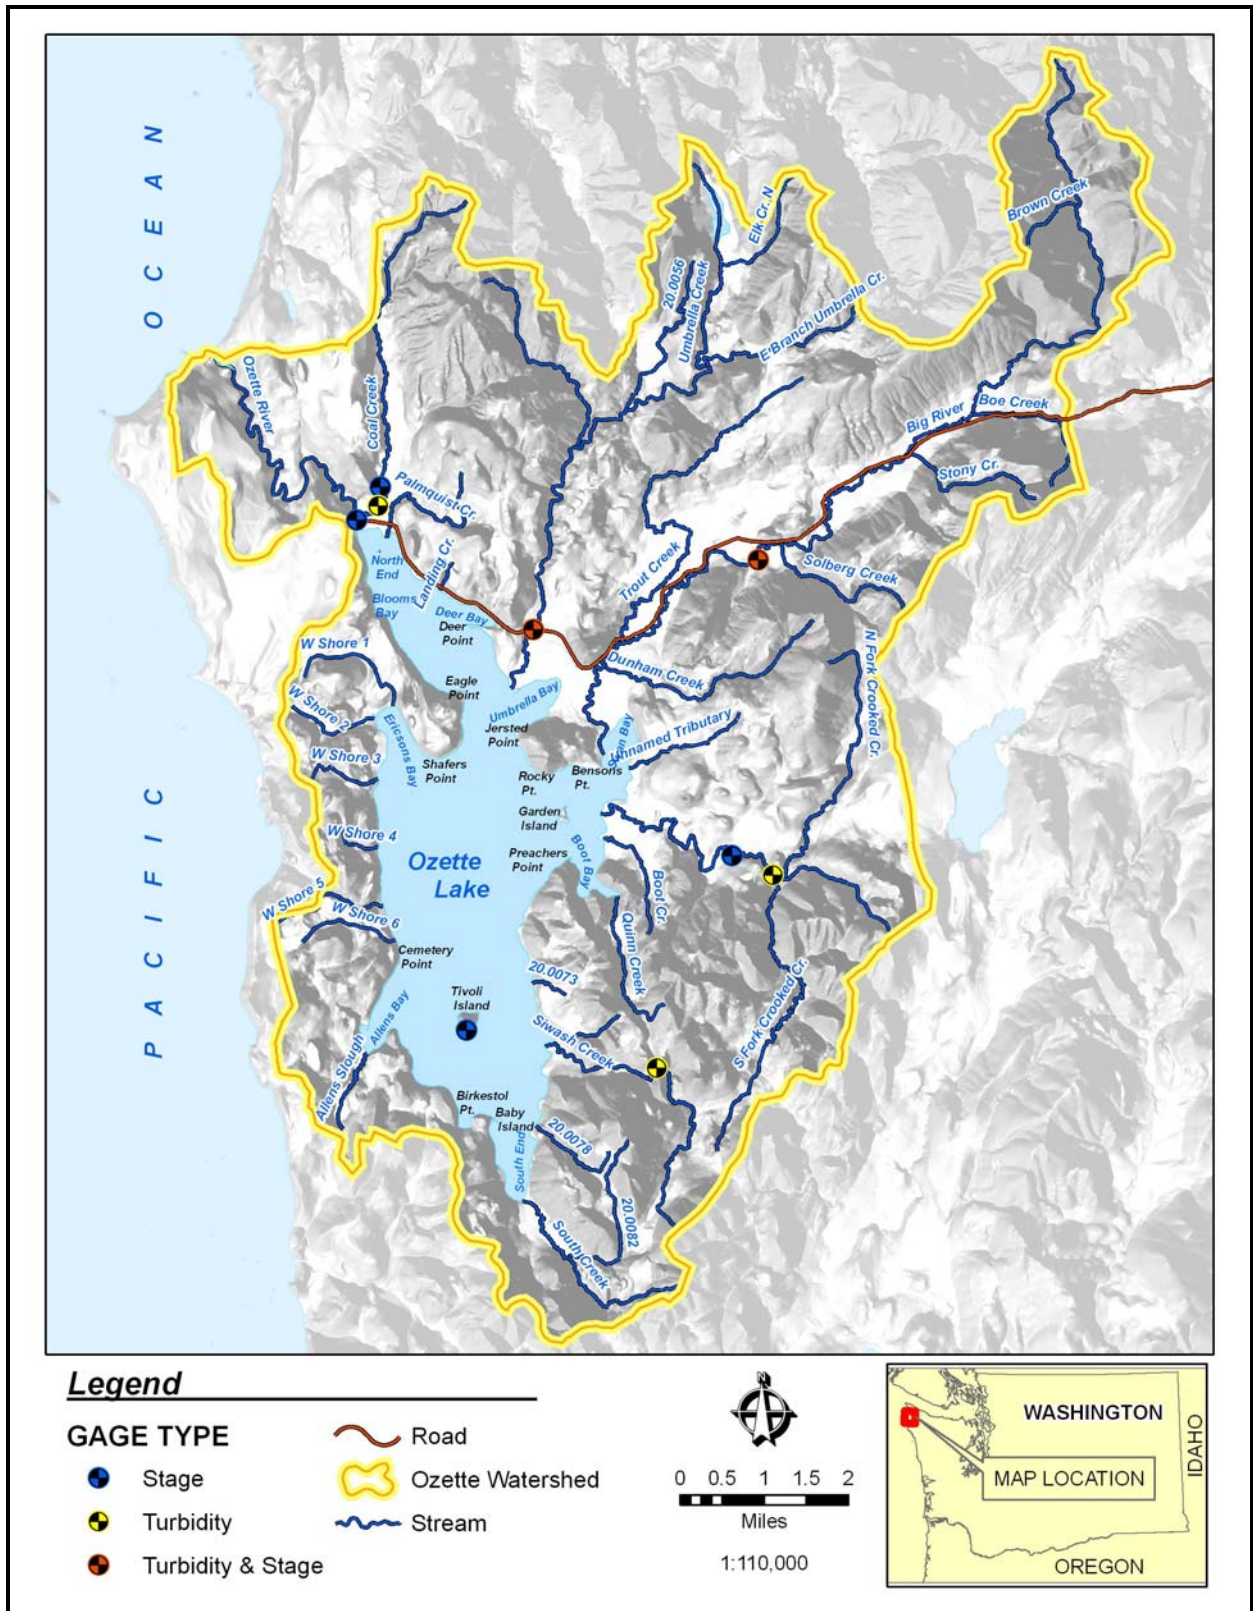 OCEAN
PACIFIC
Brown Creek
Elk Cr. N
20.0056
Umbrella Creek
E'Branch Umbrella Cr.
Ozette River
Coal Creek
Big River
Boe Creek
Stony Cr.
Palmquist Cr.
North
End
Landing Cr.
Trout Creek
Solberg Creek
Blooms
Bay
Deer Bay
Deer
Point
W Shore 1
Dunham Creek
N Fork Crooked Cr.
Eagle
Point
W Shore 2
Umbrella Bay
Ericsons Bay
Jersted
Point
Swan Bay
Unnamed Tributary
W Shore 3
Shafers
Point
Rocky
Pt.
Bensons
Pt.
Garden
Island
W Shore 4
Ozette
Lake
Preachers
Point
Boot Bay
Boot Cr.
W Shore 5
W Shore 6
Quinn Creek
Cemetery
Point
20.0073
Tivoli
Island
Allens Bay
Siwash Creek
S Fork Crooked Cr.
Allens Slough
Birkestol
Pt.
Baby
Island
South End
20.0078
20.0082
South Creek
Legend
GAGE TYPE
Stage
Turbidity
Turbidity & Stage
Road
Ozette Watershed
Stream
N
0 0.5 1 1.5 2
Miles
1:110,000
WASHINGTON
MAP LOCATION
IDAHO
OREGON